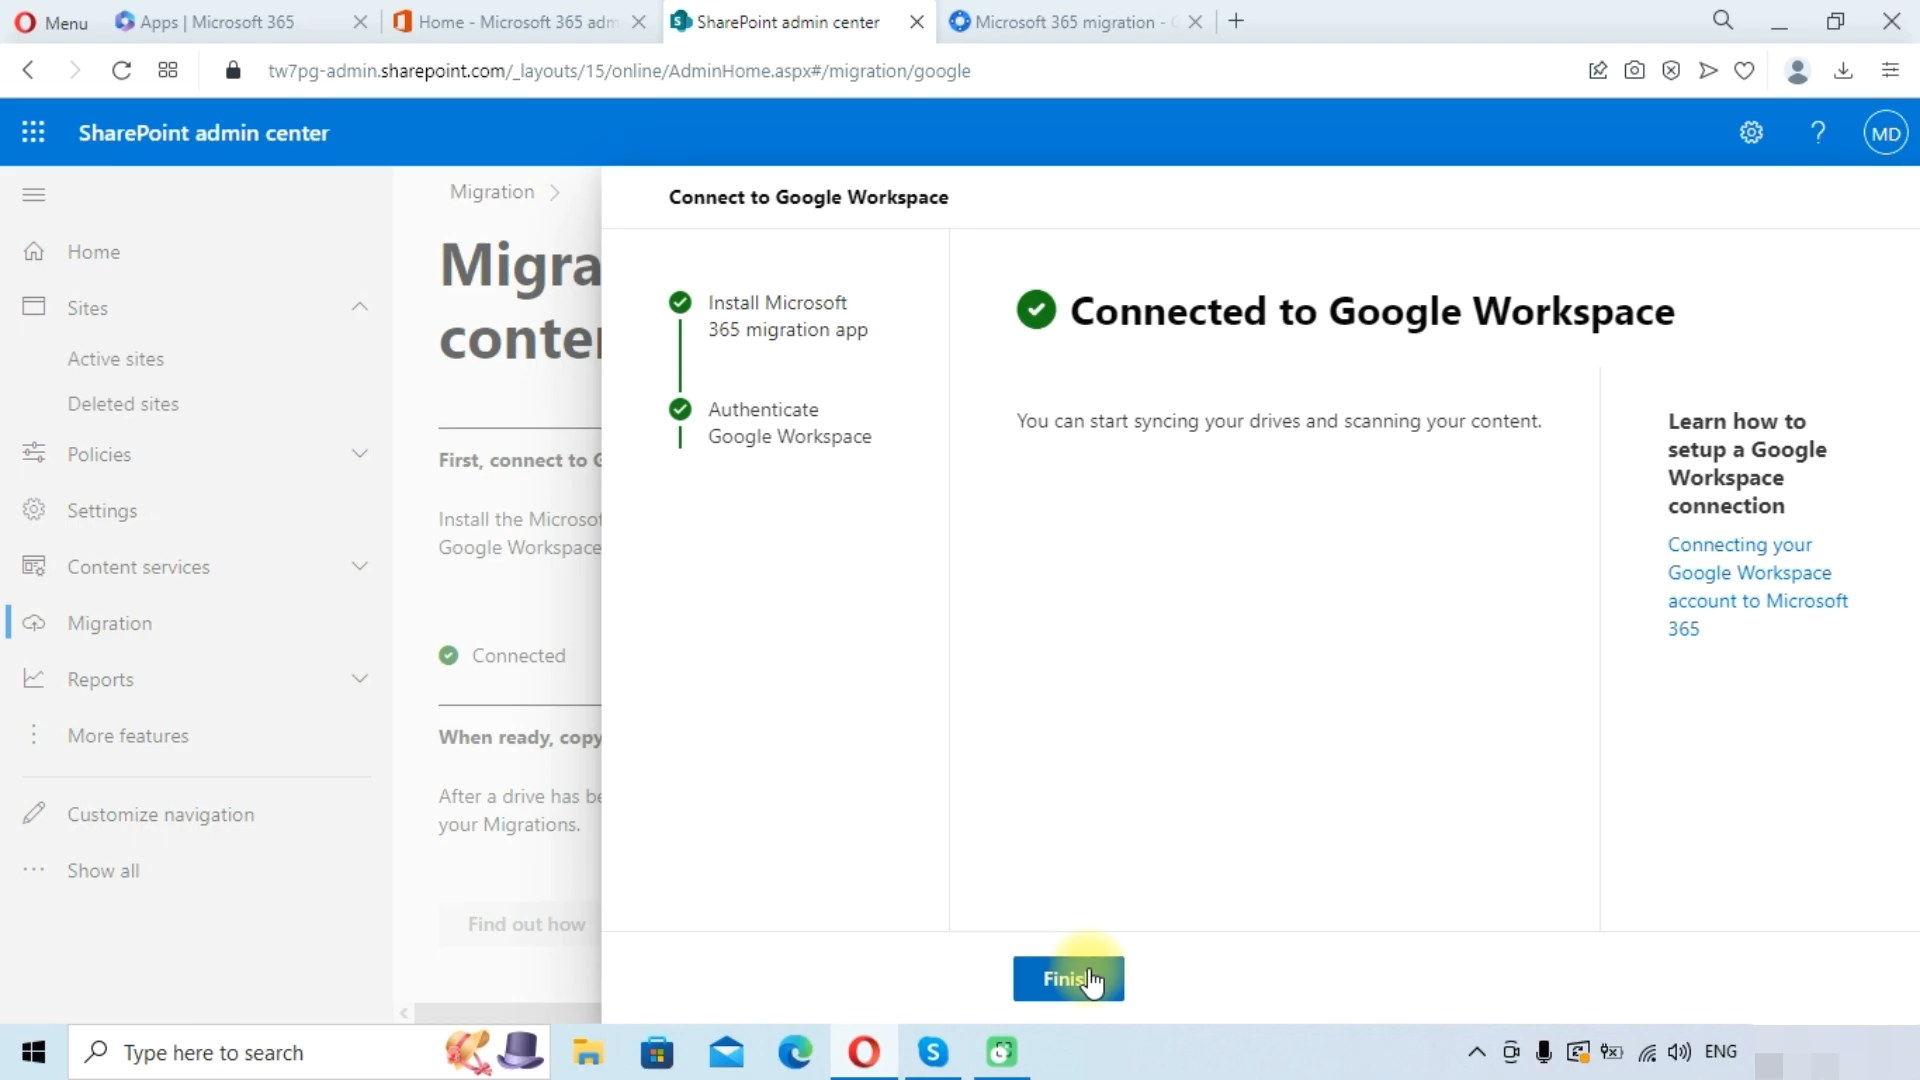 Menu
Apps | Microsoft 365
Home - Microsoft 365 adm
SharePoint admin center
Microsoft 365 migration -
tw7pg-admin.sharepoint.com/_layouts/15/online/AdminHome.aspx#/migration/google
SharePoint admin center
MD
Home
Sites
Active sites
Deleted sites
Policies
Settings
Content services
Migration
Reports
More features
Customize navigation
Show all
Migration
Migra
conte
First, connect to G
Install the Microsof
Google Workspace
Connected
When ready, copy
After a drive has be
your Migrations.
Find out how
Connect to Google Workspace
Install Microsoft
365 migration app
Authenticate
Google Workspace
Connected to Google Workspace
You can start syncing your drives and scanning your content.
Learn how to
setup a Google
Workspace
connection
Connecting your
Google Workspace
account to Microsoft
365
Finis
Type here to search
ENG